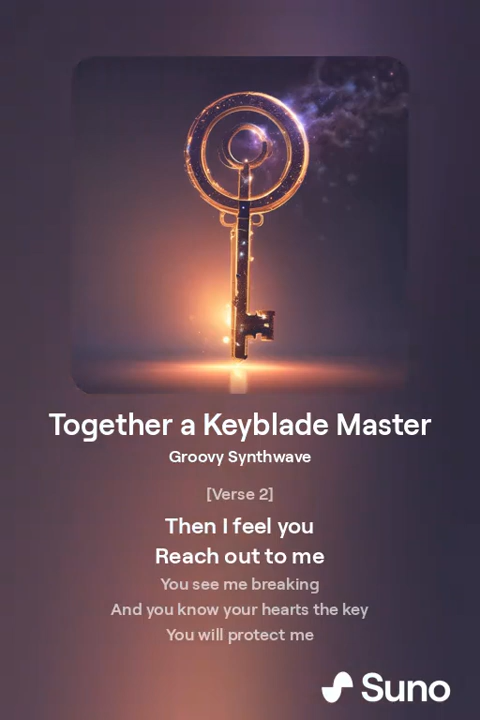 Together a Keyblade Master
Groovy Synthwave
[Verse 2]
Then I feel you
Reach out to me
You see me breaking
And you know your hearts the key
You will protect me
Suno